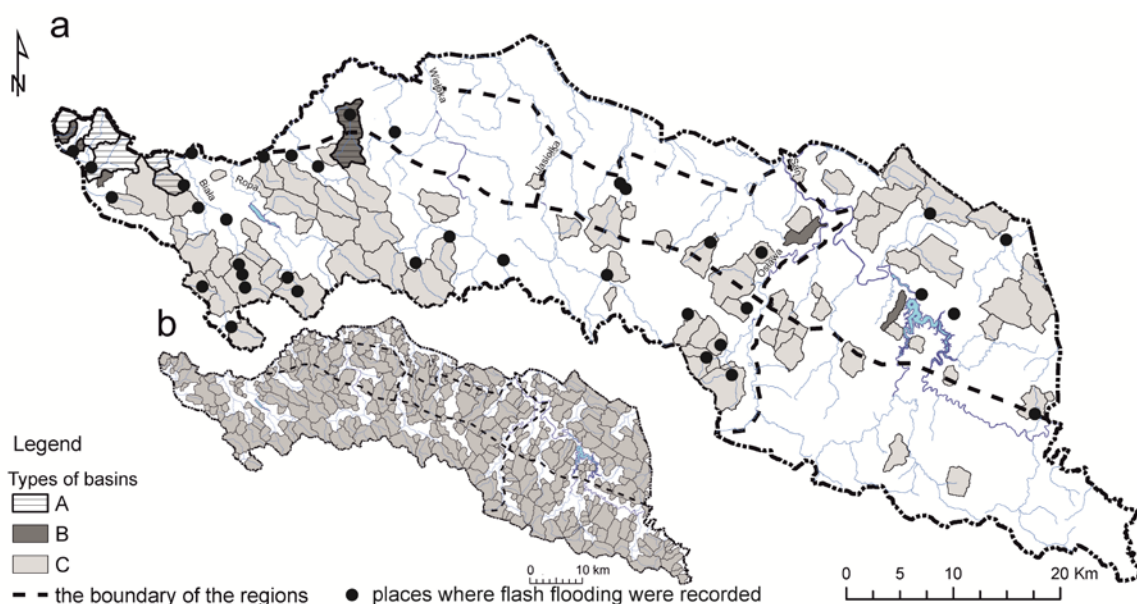 a
N
Wisłoka
Jasiołka
San
Biała
Ropa
Osława
b
Legend
Types of basins
A
B
C
0 10 Km
0 5 10 20 Km
the boundary of the regions
places where flash flooding were recorded